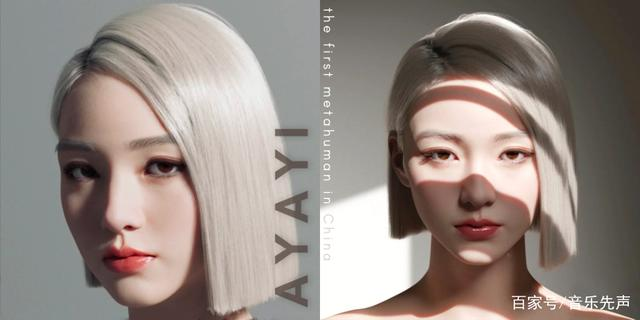 AYAYI
the first metahuman in China
百家号/音乐先声